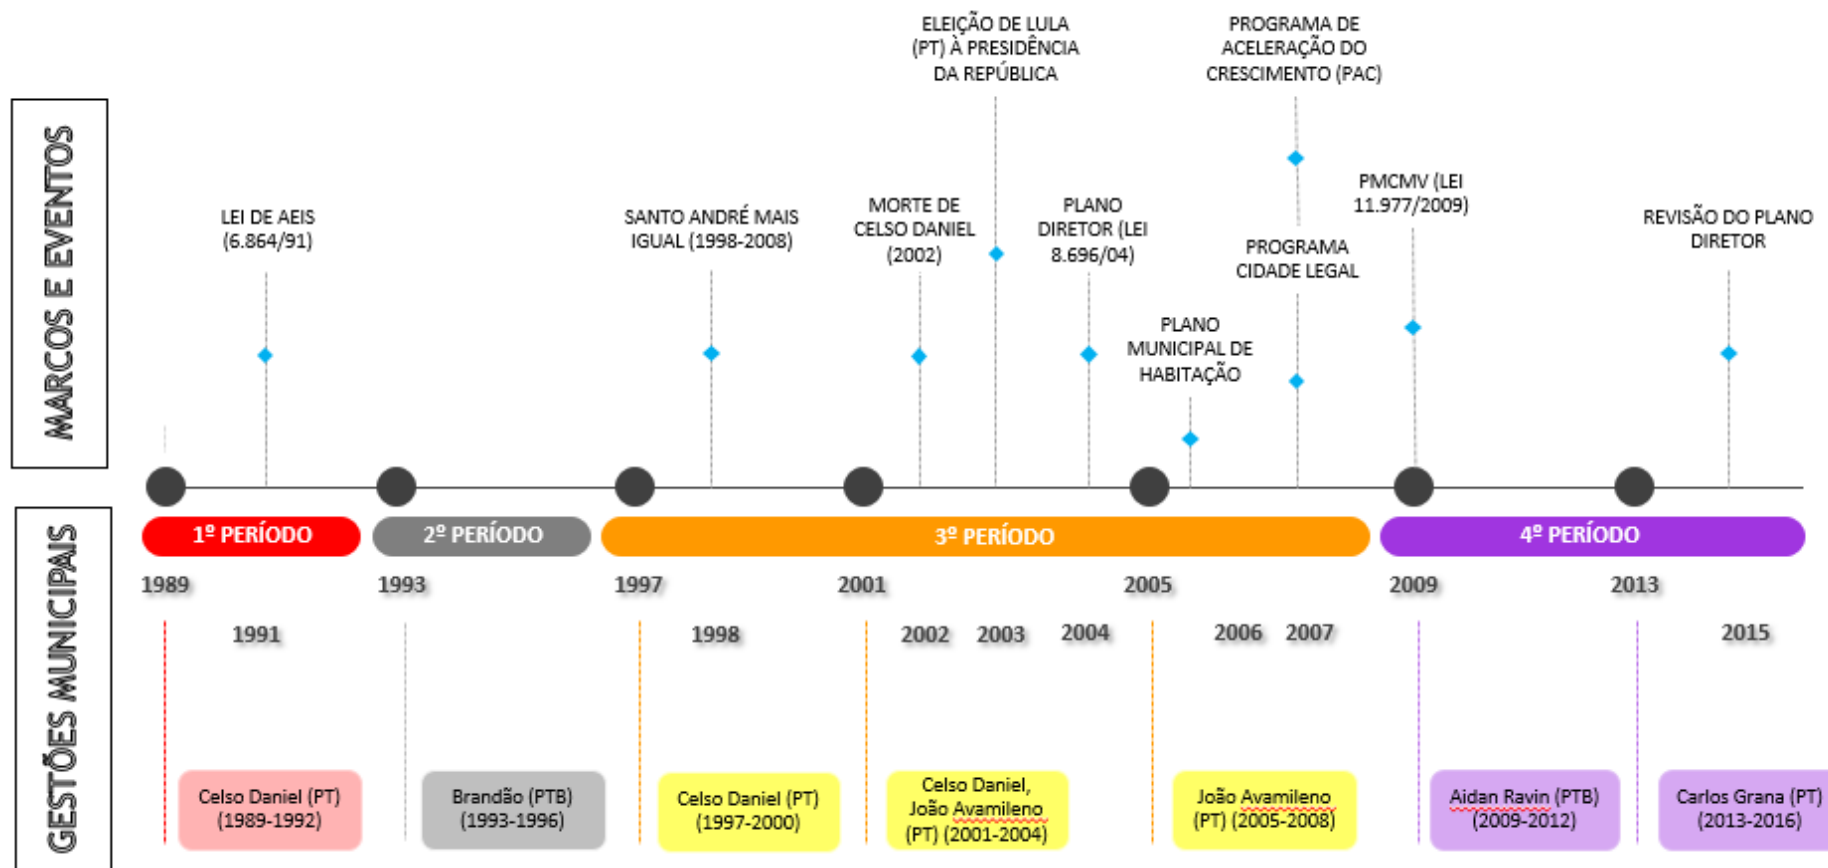 MARCOS E EVENTOS
ELEIÇÃO DE LULA
(PT) À PRESIDÊNCIA
DA REPÚBLICA
PROGRAMA DE
ACELERAÇÃO DO
CRESCIMENTO (PAC)
LEI DE AEIS
(6.864/91)
SANTO ANDRÉ MAIS
IGUAL (1998-2008)
MORTE DE
CELSO DANIEL
(2002)
PLANO
DIRETOR (LEI
8.696/04)
PLANO
MUNICIPAL DE
HABITAÇÃO
PROGRAMA
CIDADE LEGAL
PMCMV (LEI
11.977/2009)
REVISÃO DO PLANO
DIRETOR
GESTÕES MUNICIPAIS
1º PERÍODO
2º PERÍODO
3º PERÍODO
4º PERÍODO
1989
1993
1997
2001
2005
2009
2013
1991
1998
2002
2003
2004
2006
2007
2015
Celso Daniel (PT)
(1989-1992)
Brandão (PTB)
(1993-1996)
Celso Daniel (PT)
(1997-2000)
Celso Daniel,
João Avamileno
(PT) (2001-2004)
João Avamileno
(PT) (2005-2008)
Aidan Ravin (PTB)
(2009-2012)
Carlos Grana (PT)
(2013-2016)